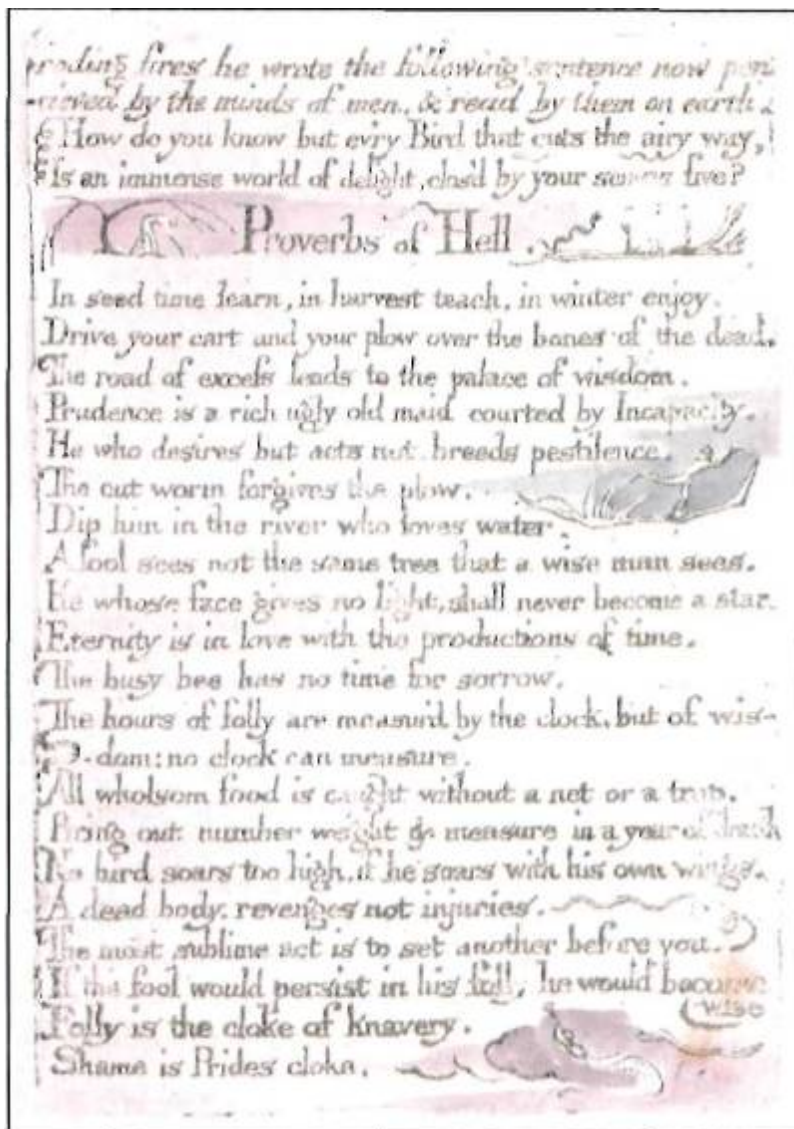 -roding fires he wrote the following sentence now per-
-cieved by the minds of men, & read by them on earth.
How do you know but ev'ry Bird that cuts the airy way,
Is an immense world of delight, clos'd by your senses five?
Proverbs of Hell.
In seed time learn, in harvest teach, in winter enjoy.
Drive your cart and your plow over the bones of the dead.
The road of excess leads to the palace of wisdom.
Prudence is a rich ugly old maid courted by Incapacity.
He who desires but acts not, breeds pestilence.
The cut worm forgives the plow.
Dip him in the river who loves water.
A fool sees not the same tree that a wise man sees.
He whose face gives no light, shall never become a star.
Eternity is in love with the productions of time.
The busy bee has no time for sorrow.
The hours of folly are measur'd by the clock, but of wis-
-dom: no clock can measure.
All wholsom food is caught without a net or a trap.
Bring out number weight & measure in a year of dearth
No bird soars too high, if he soars with his own wings.
A dead body, revenges not injuries.
The most sublime act is to set another before you.
If the fool would persist in his folly he would become
wise
Folly is the cloke of knavery.
Shame is Prides cloke.